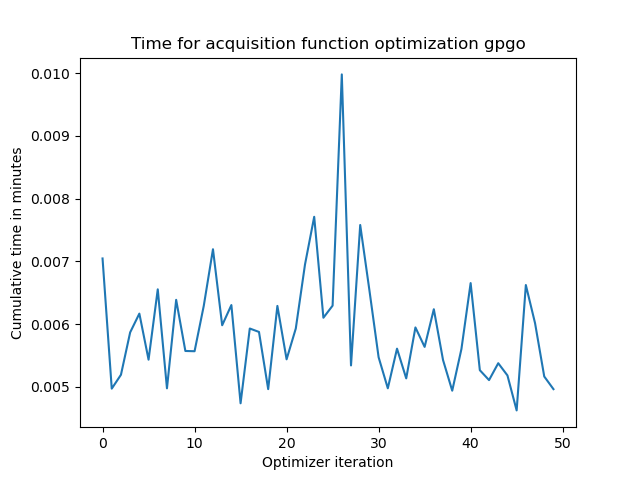 Time for acquisition function optimization gpgo
0.010
0.009
0.008
0.007
0.006
0.005
Cumulative time in minutes
0 10 20 30 40 50
Optimizer iteration